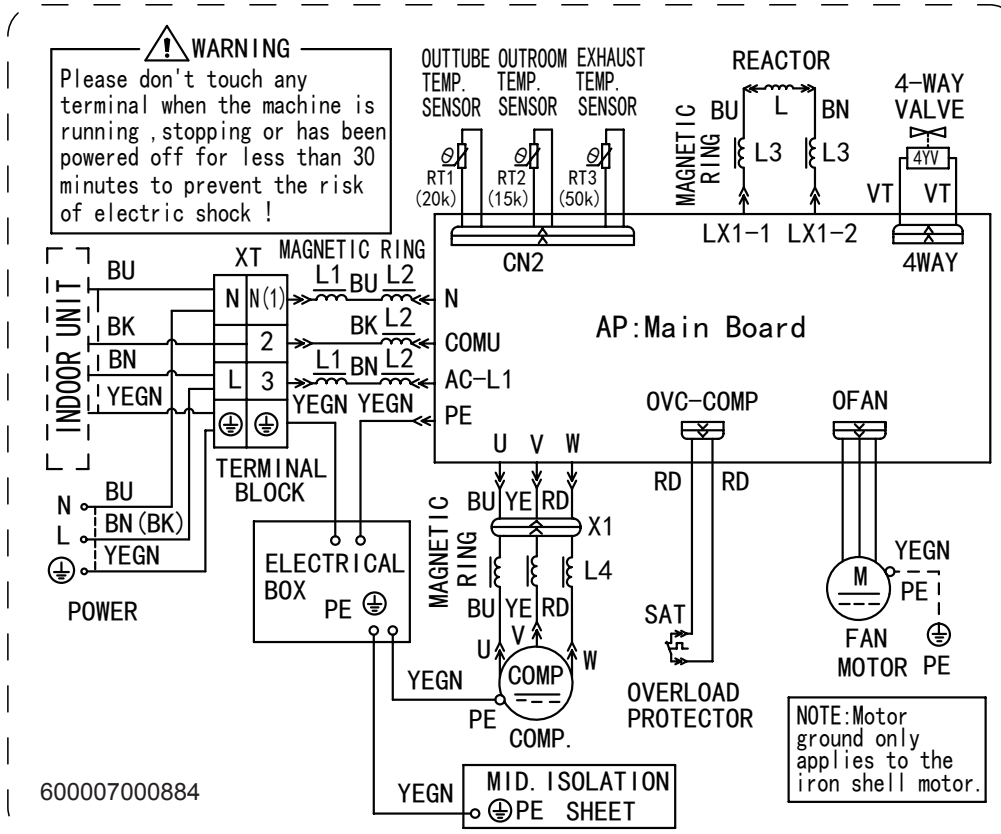 WARNING
Please don't touch any
terminal when the machine is
running ,stopping or has been
powered off for less than 30
minutes to prevent the risk
of electric shock !
OUTTUBE OUTROOM EXHAUST
TEMP. TEMP. TEMP.
SENSOR SENSOR SENSOR
θ θ θ
RT1 RT2 RT3
(20k) (15k) (50k)
CN2
REACTOR
BU L BN
MAGNETIC
RING
L3 L3
LX1-1 LX1-2
4-WAY
VALVE
4YV
VT VT
4WAY
INDOOR UNIT
BU
BK
BN
YEGN
XT
N N(1)
2
L 3
TERMINAL
BLOCK
MAGNETIC RING
L1 BU L2
N
BK L2
COMU
L1 BN L2
AC-L1
YEGN YEGN
PE
AP:Main Board
N BU
L BN(BK)
YEGN
POWER
ELECTRICAL
BOX
PE
U V W
BU YE RD
X1
MAGNETIC
RING
L4
BU YE RD
U V W
COMP
YEGN
PE
COMP.
OVC-COMP
RD RD
SAT
OVERLOAD
PROTECTOR
OFAN
M
YEGN
PE
FAN
MOTOR PE
NOTE:Motor
ground only
applies to the
iron shell motor.
YEGN
MID. ISOLATION
PE SHEET
600007000884